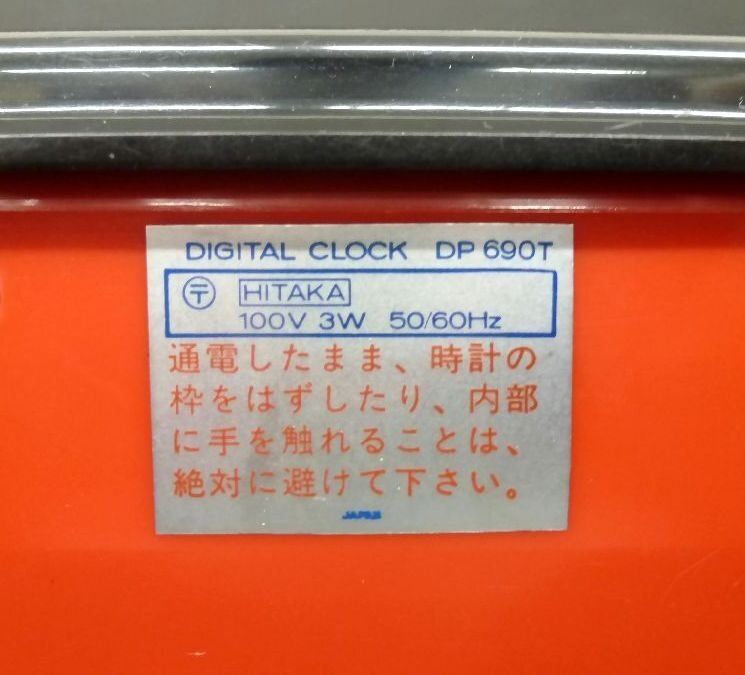 DIGITAL CLOCK DP 690T
〒 HITAKA
100V 3W 50/60Hz
通電したまま、時計の
枠をはずしたり、内部
に手を触れることは、
絶対に避けて下さい。
JAPAN